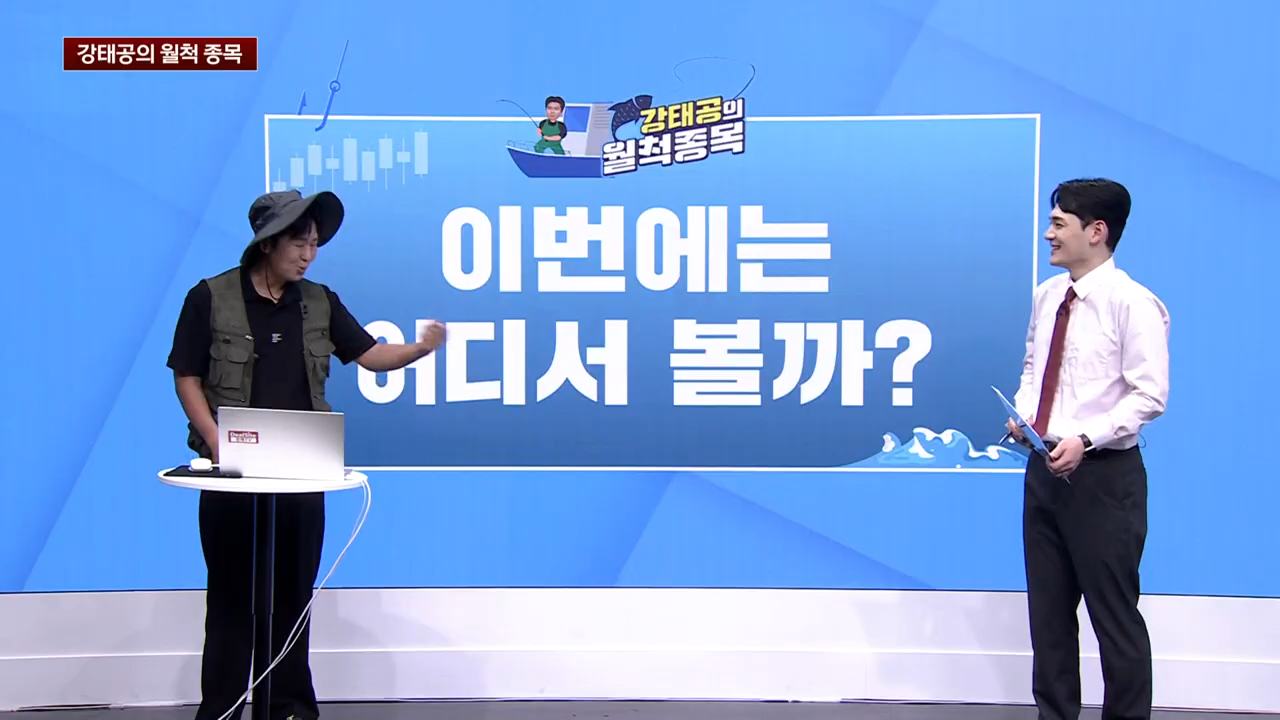 강태공의 월척 종목
강태공의
월척종목
이번에는
어디서 볼까?